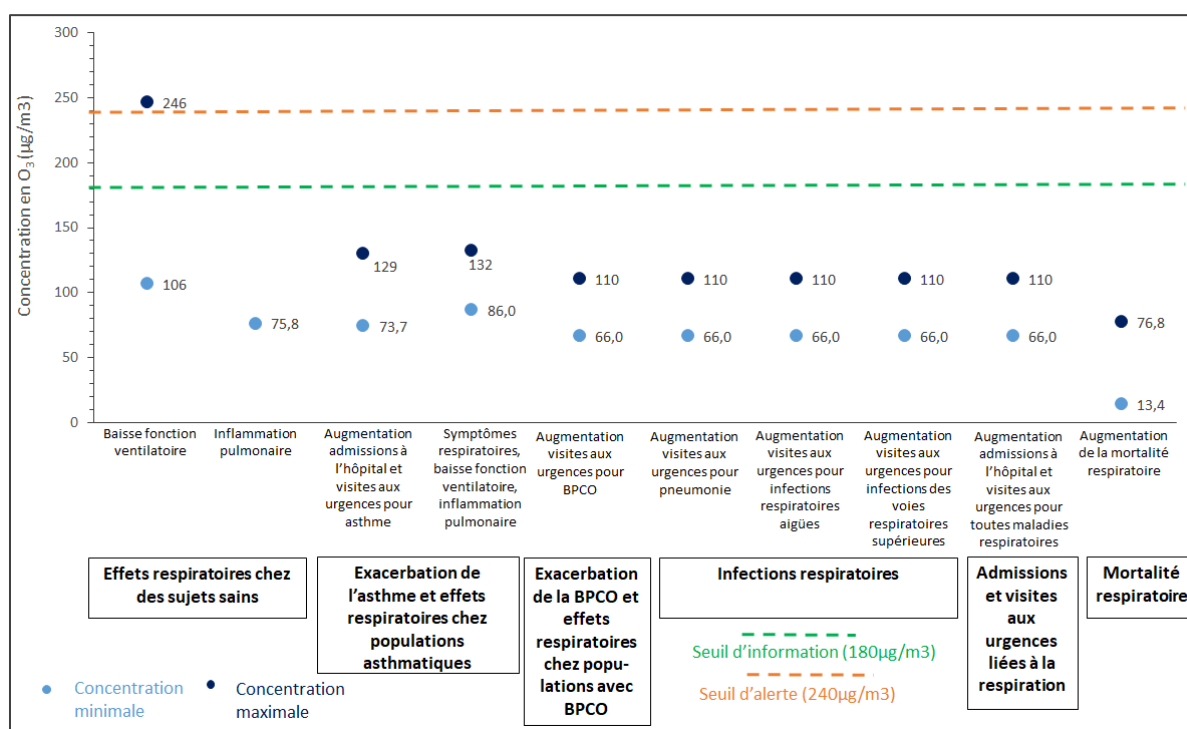 Concentration en O3 (µg/m3)
300
250
200
150
100
50
0
246
106
75,8
129
73,7
132
86,0
110
66,0
110
66,0
110
66,0
110
66,0
110
66,0
76,8
13,4
Baisse fonction
ventilatoire
Inflammation
pulmonaire
Augmentation
admissions à
l'hôpital et
visites aux
urgences pour
asthme
Symptômes
respiratoires,
baisse fonction
ventilatoire,
inflammation
pulmonaire
Augmentation
visites aux
urgences pour
BPCO
Augmentation
visites aux
urgences pour
pneumonie
Augmentation
visites aux
urgences pour
infections
respiratoires
aigües
Augmentation
visites aux
urgences pour
infections des
voies
respiratoires
supérieures
Augmentation
admissions à
l'hôpital et
visites aux
urgences pour
toutes maladies
respiratoires
Augmentation
de la mortalité
respiratoire
Effets respiratoires chez
des sujets sains
Exacerbation de
l'asthme et effets
respiratoires chez
populations
asthmatiques
Exacerbation
de la BPCO et
effets
respiratoires
chez popu-
lations avec
BPCO
Infections respiratoires
Admissions
et visites
aux
urgences
liées à la
respiration
Mortalité
respiratoire
Seuil d'information (180µg/m3)
Seuil d'alerte (240µg/m3)
Concentration
minimale
Concentration
maximale